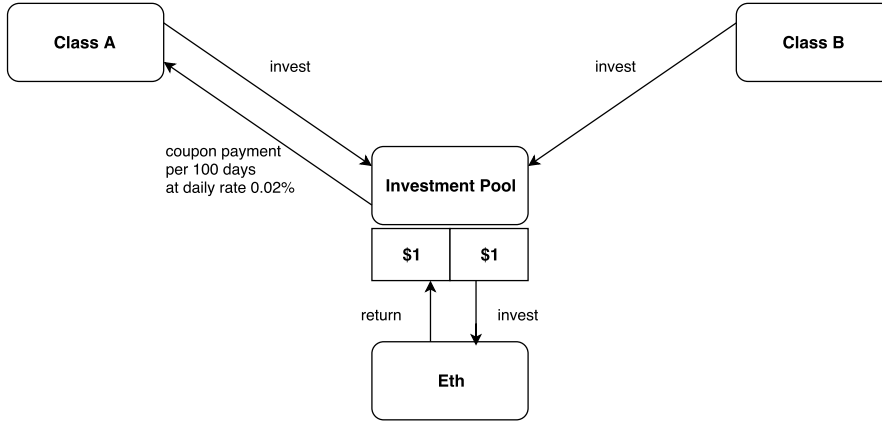 Class A
Class B
invest
invest
coupon payment
per 100 days
at daily rate 0.02%
Investment Pool
$1
$1
return
invest
Eth